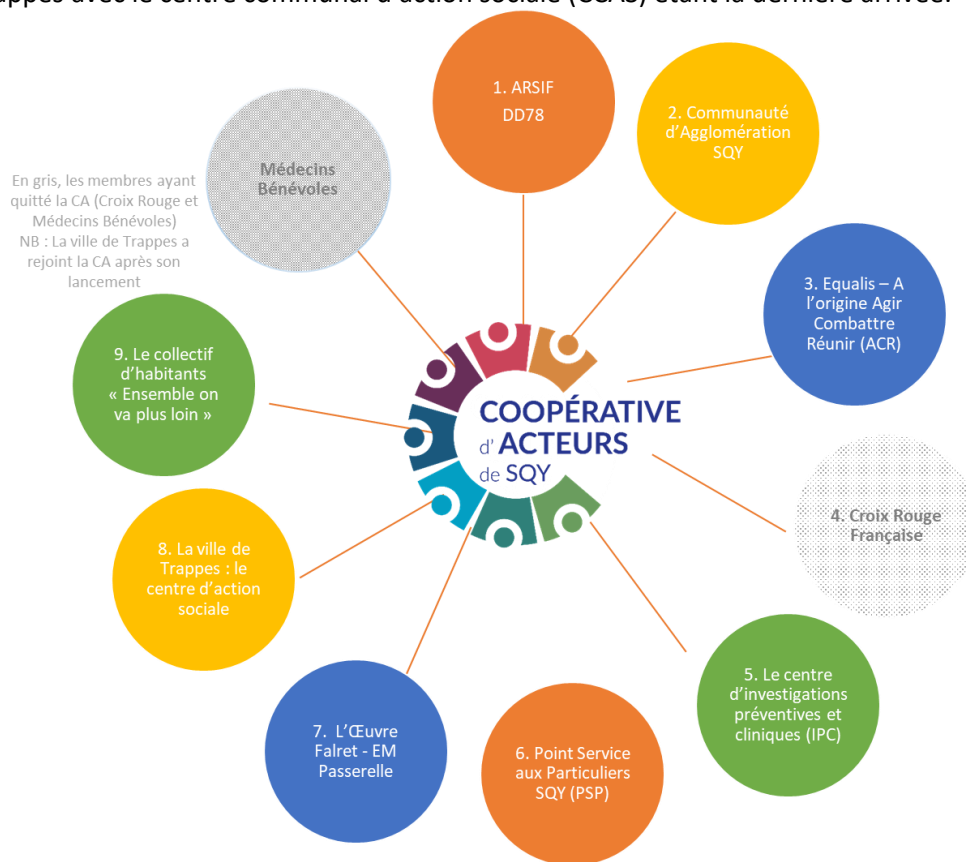 appes avec le centre communal d'action sociale (CCAS) étant la dernière arrivée.
1. ARSIF
DD78
2. Communauté
d'Agglomération
SQY
Médecins
Bénévoles
En gris, les membres ayant
quitté la CA (Croix Rouge et
Médecins Bénévoles)
NB : La ville de Trappes a
rejoint la CA après son
lancement
3. Equalis – A
l'origine Agir
Combattre
Réunir (ACR)
9. Le collectif
d'habitants
« Ensemble on
va plus loin »
COOPÉRATIVE
d'ACTEURS
de SQY
4. Croix Rouge
Française
8. La ville de
Trappes : le
centre d'action
sociale
5. Le centre
d'investigations
préventives et
cliniques (IPC)
7. L'Œuvre
Falret - EM
Passerelle
6. Point Service
aux Particuliers
SQY (PSP)